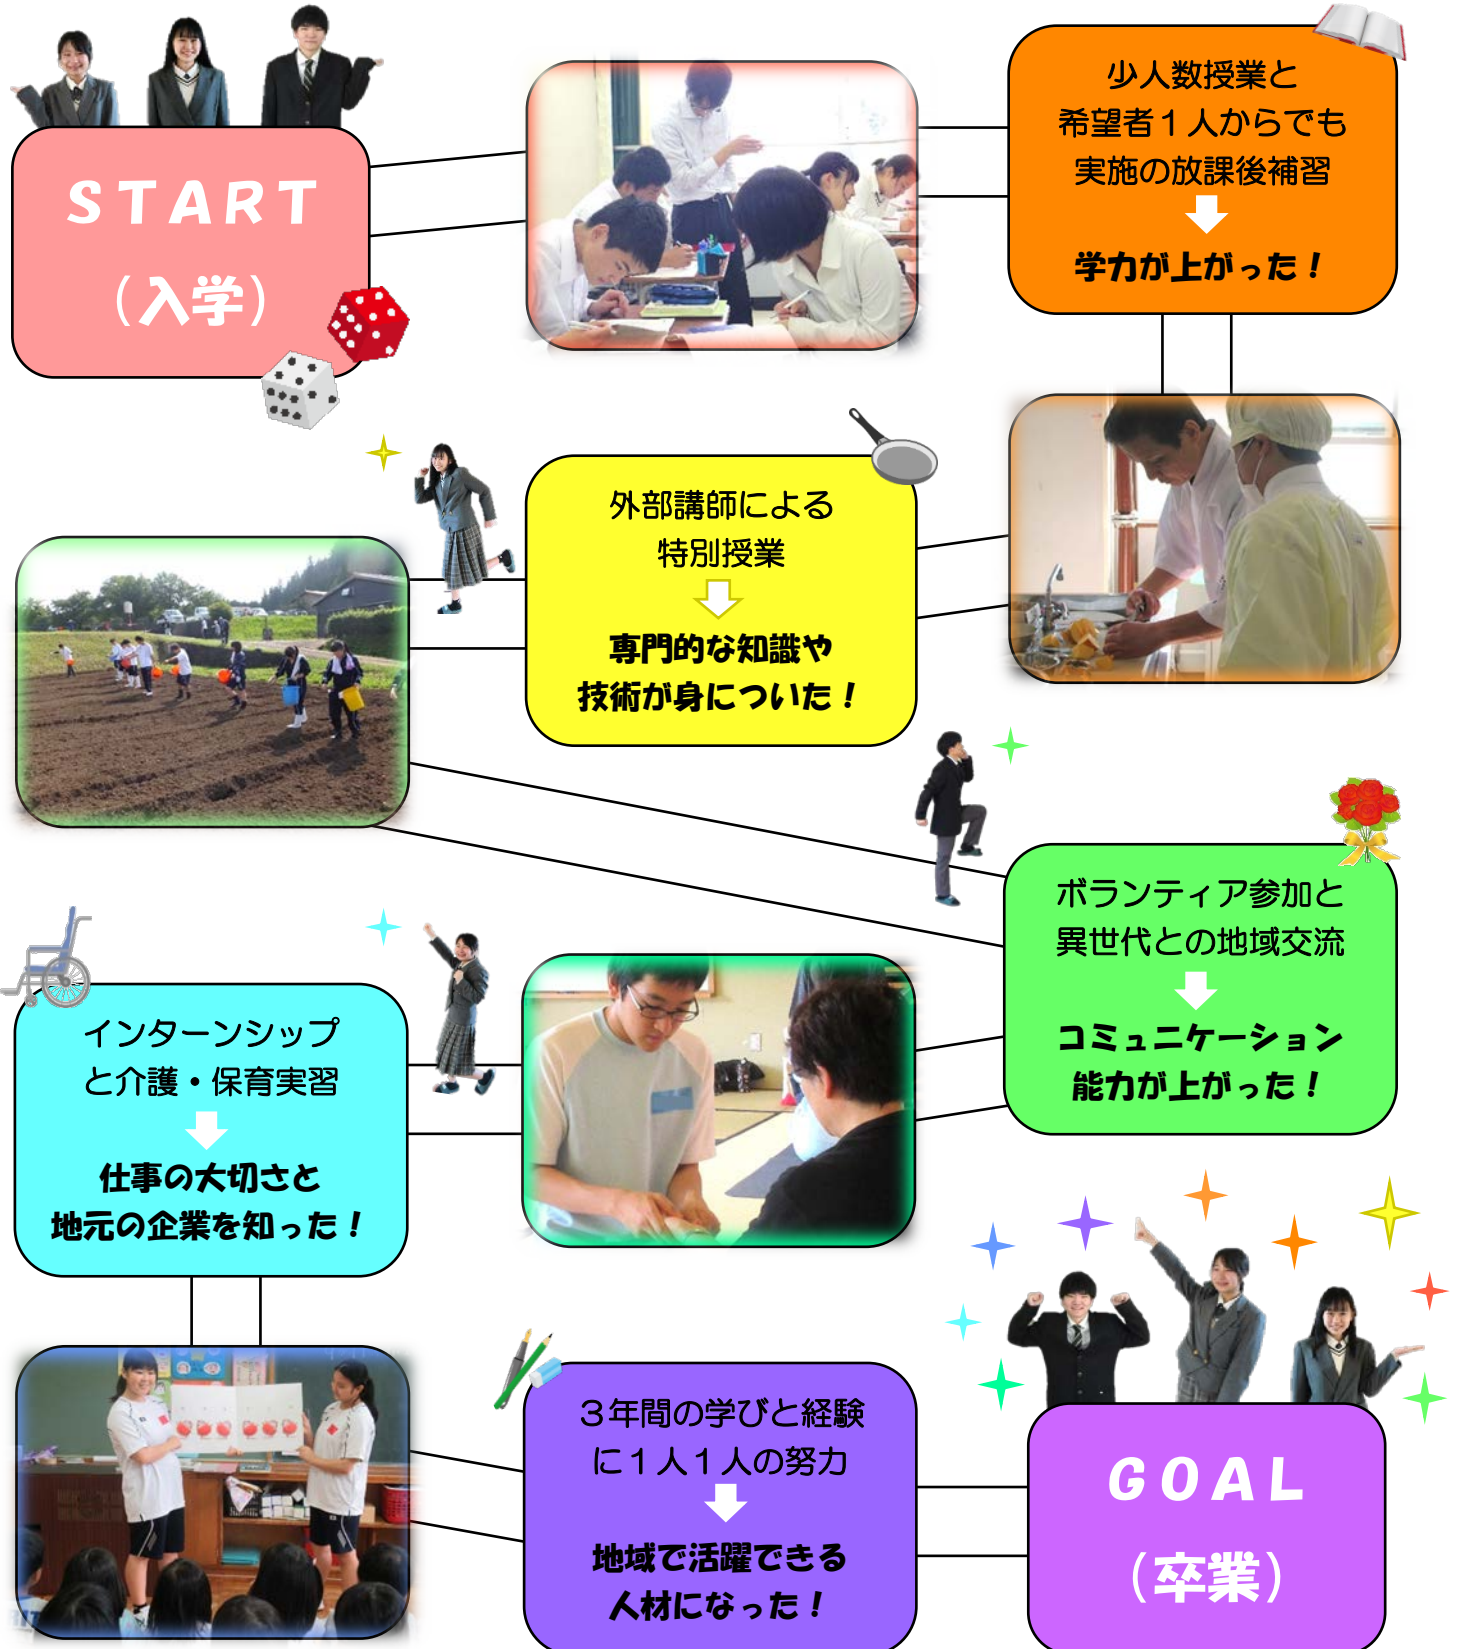 START
（入学）
少人数授業と
希望者１人からでも
実施の放課後補習
学力が上がった！
外部講師による
特別授業
専門的な知識や
技術が身についた！
ボランティア参加と
異世代との地域交流
コミュニケーション
能力が上がった！
インターンシップ
と介護・保育実習
仕事の大切さと
地元の企業を知った！
３年間の学びと経験
に１人１人の努力
地域で活躍できる
人材になった！
GOAL
（卒業）